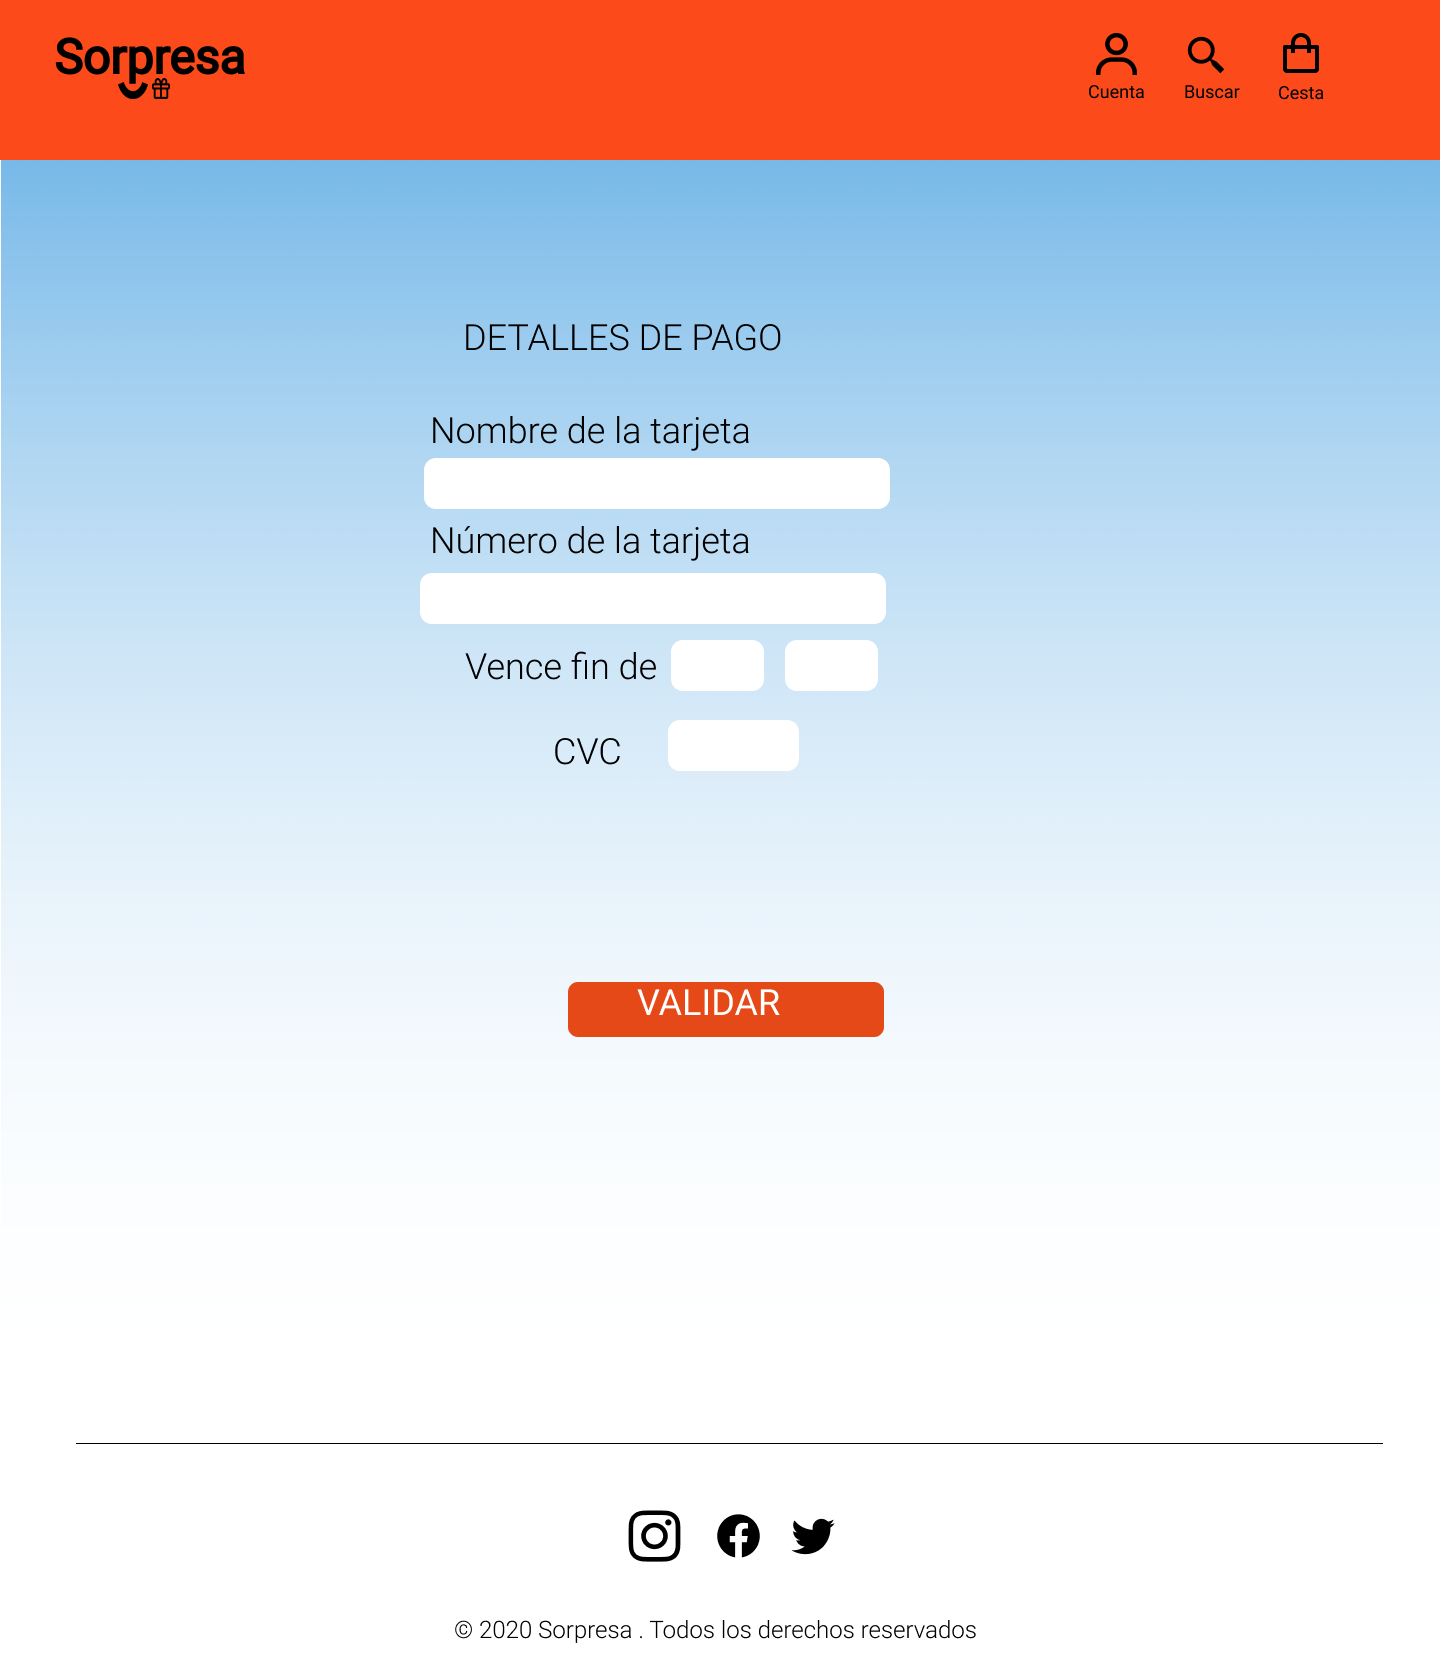 Sorpresa
Cuenta
Buscar
Cesta
DETALLES DE PAGO
Nombre de la tarjeta
Número de la tarjeta
Vence fin de
CVC
VALIDAR
© 2020 Sorpresa . Todos los derechos reservados